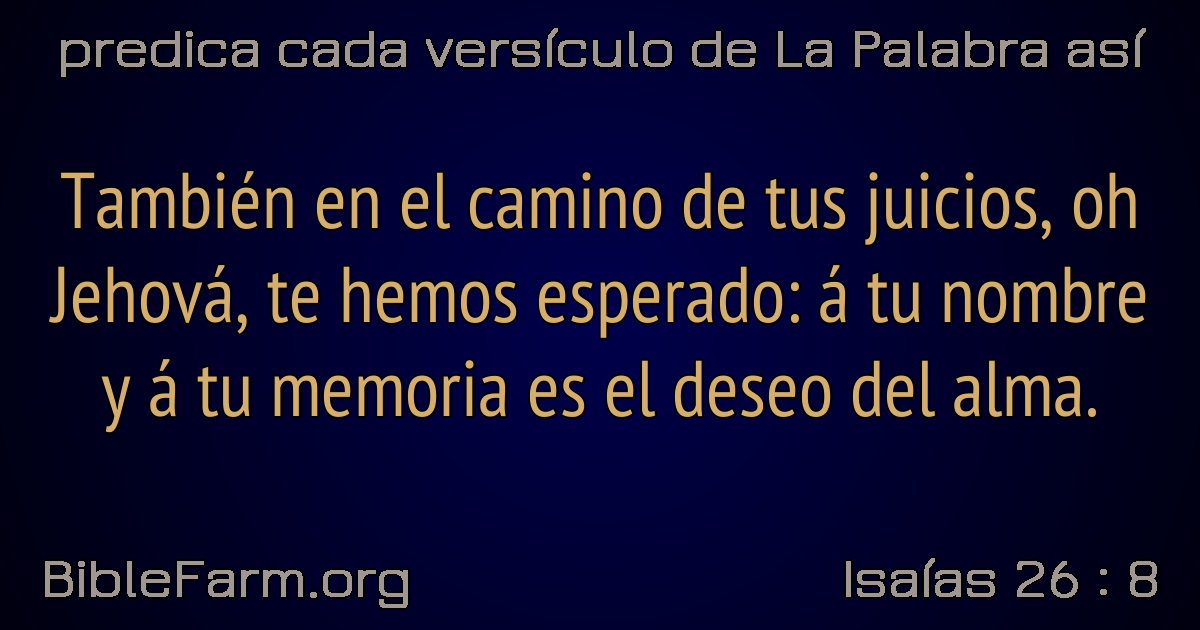 predica cada versículo de La Palabra así
También en el camino de tus juicios, oh
Jehová, te hemos esperado: á tu nombre
y á tu memoria es el deseo del alma.
BibleFarm.org
Isaías 26 : 8